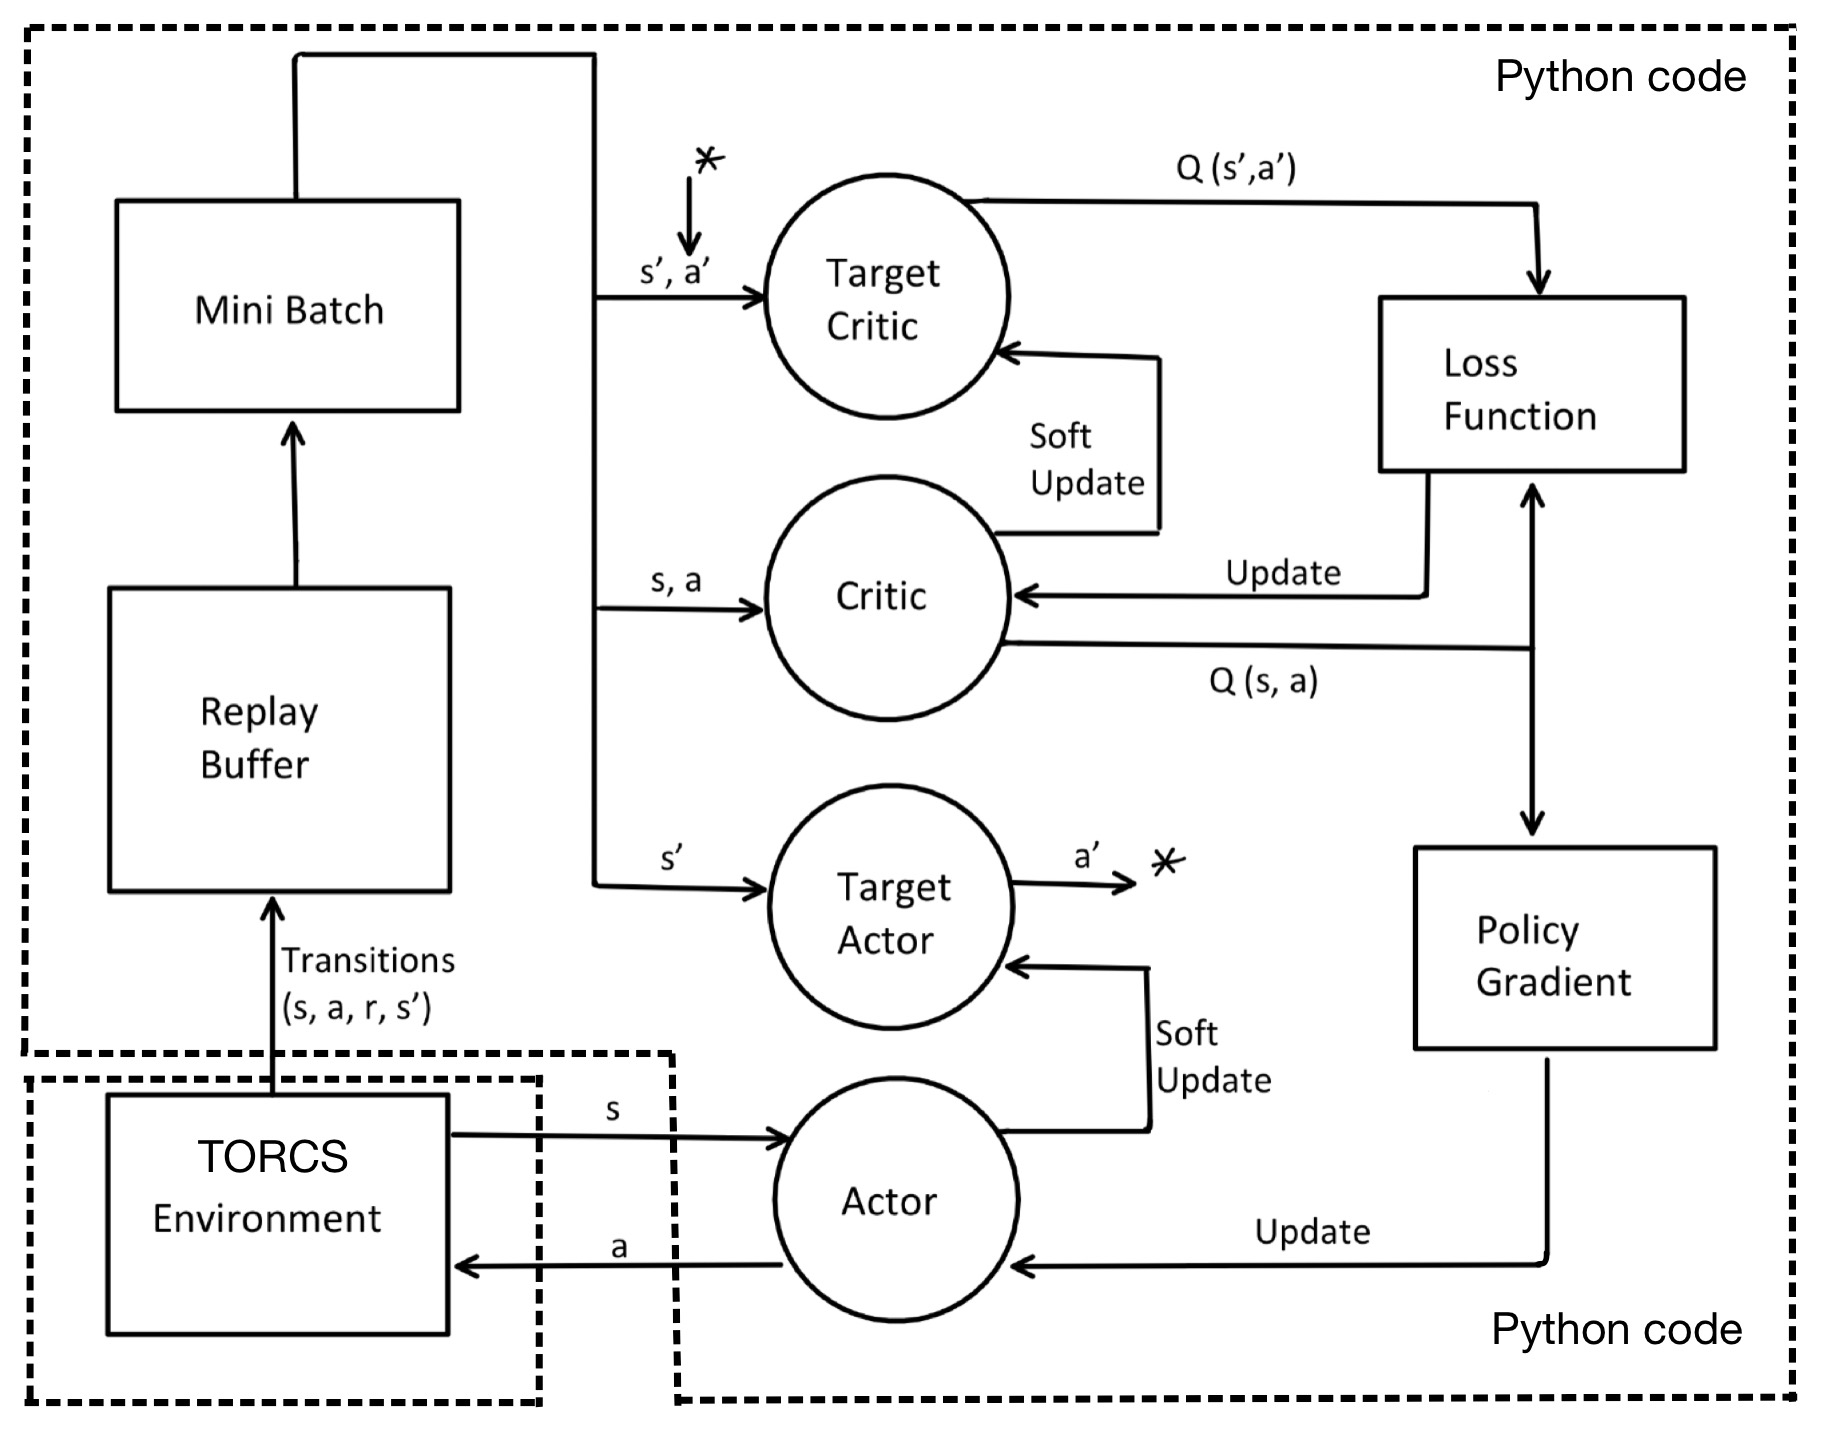 Python code
*
Q (s’,a’)
s’, a’
Target
Critic
Mini Batch
Loss
Function
Soft
Update
Update
s, a
Critic
Q (s, a)
Replay
Buffer
s’
a’
*
Target
Actor
Policy
Gradient
Transitions
(s, a, r, s’)
Soft
Update
s
TORCS
Environment
Actor
a
Update
Python code